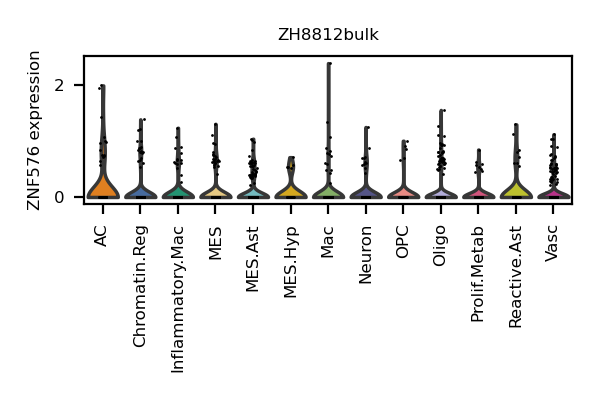 ZH8812bulk
ZNF576 expression
2
0
AC
Chromatin.Reg
Inflammatory.Mac
MES
MES.Ast
MES.Hyp
Mac
Neuron
OPC
Oligo
Prolif.Metab
Reactive.Ast
Vasc